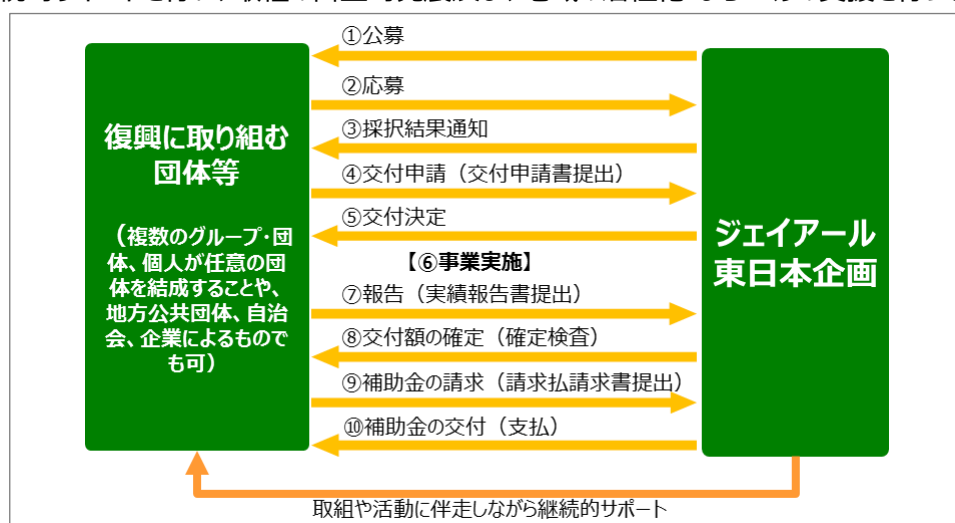 ①公募
②応募
③採択結果通知
④交付申請（交付申請書提出）
⑤交付決定
【⑥事業実施】
⑦報告（実績報告書提出）
⑧交付額の確定（確定検査）
⑨補助金の請求（請求払請求書提出）
⑩補助金の交付（支払）
復興に取り組む
団体等
（複数のグループ・団
体、個人が任意の団
体を結成することや、
地方公共団体、自治
会、企業によるもので
も可）
ジェイアール
東日本企画
取組や活動に伴走しながら継続的サポート